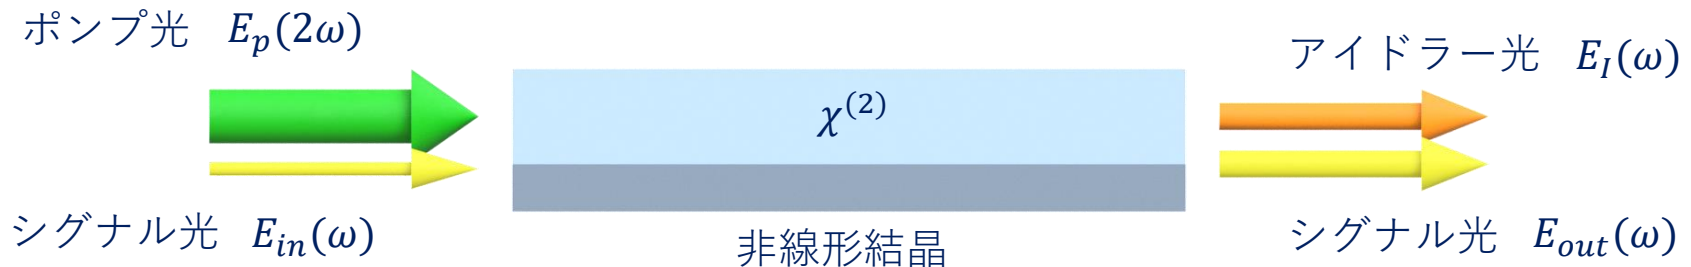 ポンプ光 E_p(2ω)
アイドラー光 E_I(ω)
χ^(2)
シグナル光 E_in(ω)
シグナル光 E_out(ω)
非線形結晶